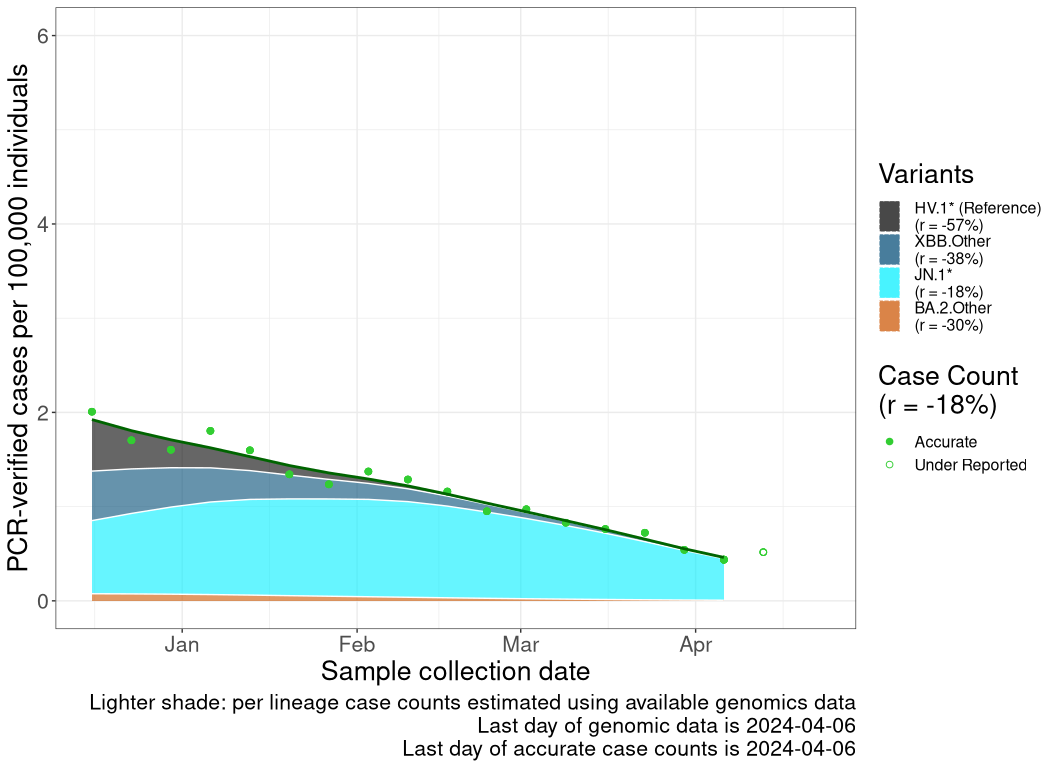 PCR-verified cases per 100,000 individuals
6
4
2
0
Jan
Feb
Mar
Apr
Sample collection date
Lighter shade: per lineage case counts estimated using available genomics data
Last day of genomic data is 2024-04-06
Last day of accurate case counts is 2024-04-06
Variants
HV.1* (Reference)
(r = -57%)
XBB.Other
(r = -38%)
JN.1*
(r = -18%)
BA.2.Other
(r = -30%)
Case Count
(r = -18%)
Accurate
Under Reported